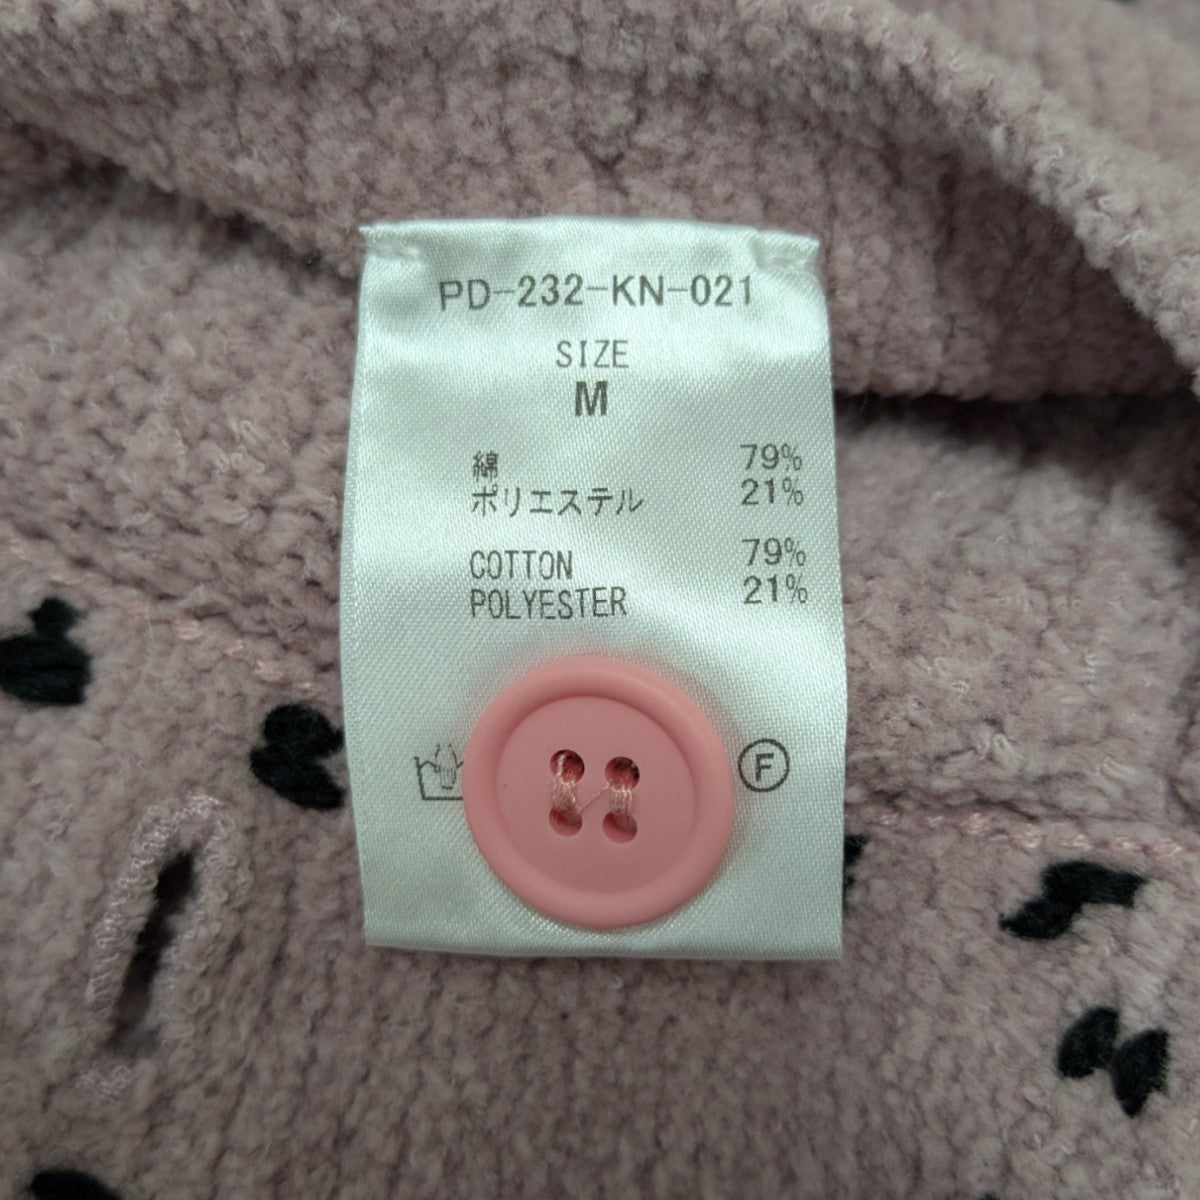 PD-232-KN-021
SIZE
M
綿 79%
ポリエステル 21%
COTTON 79%
POLYESTER 21%
F